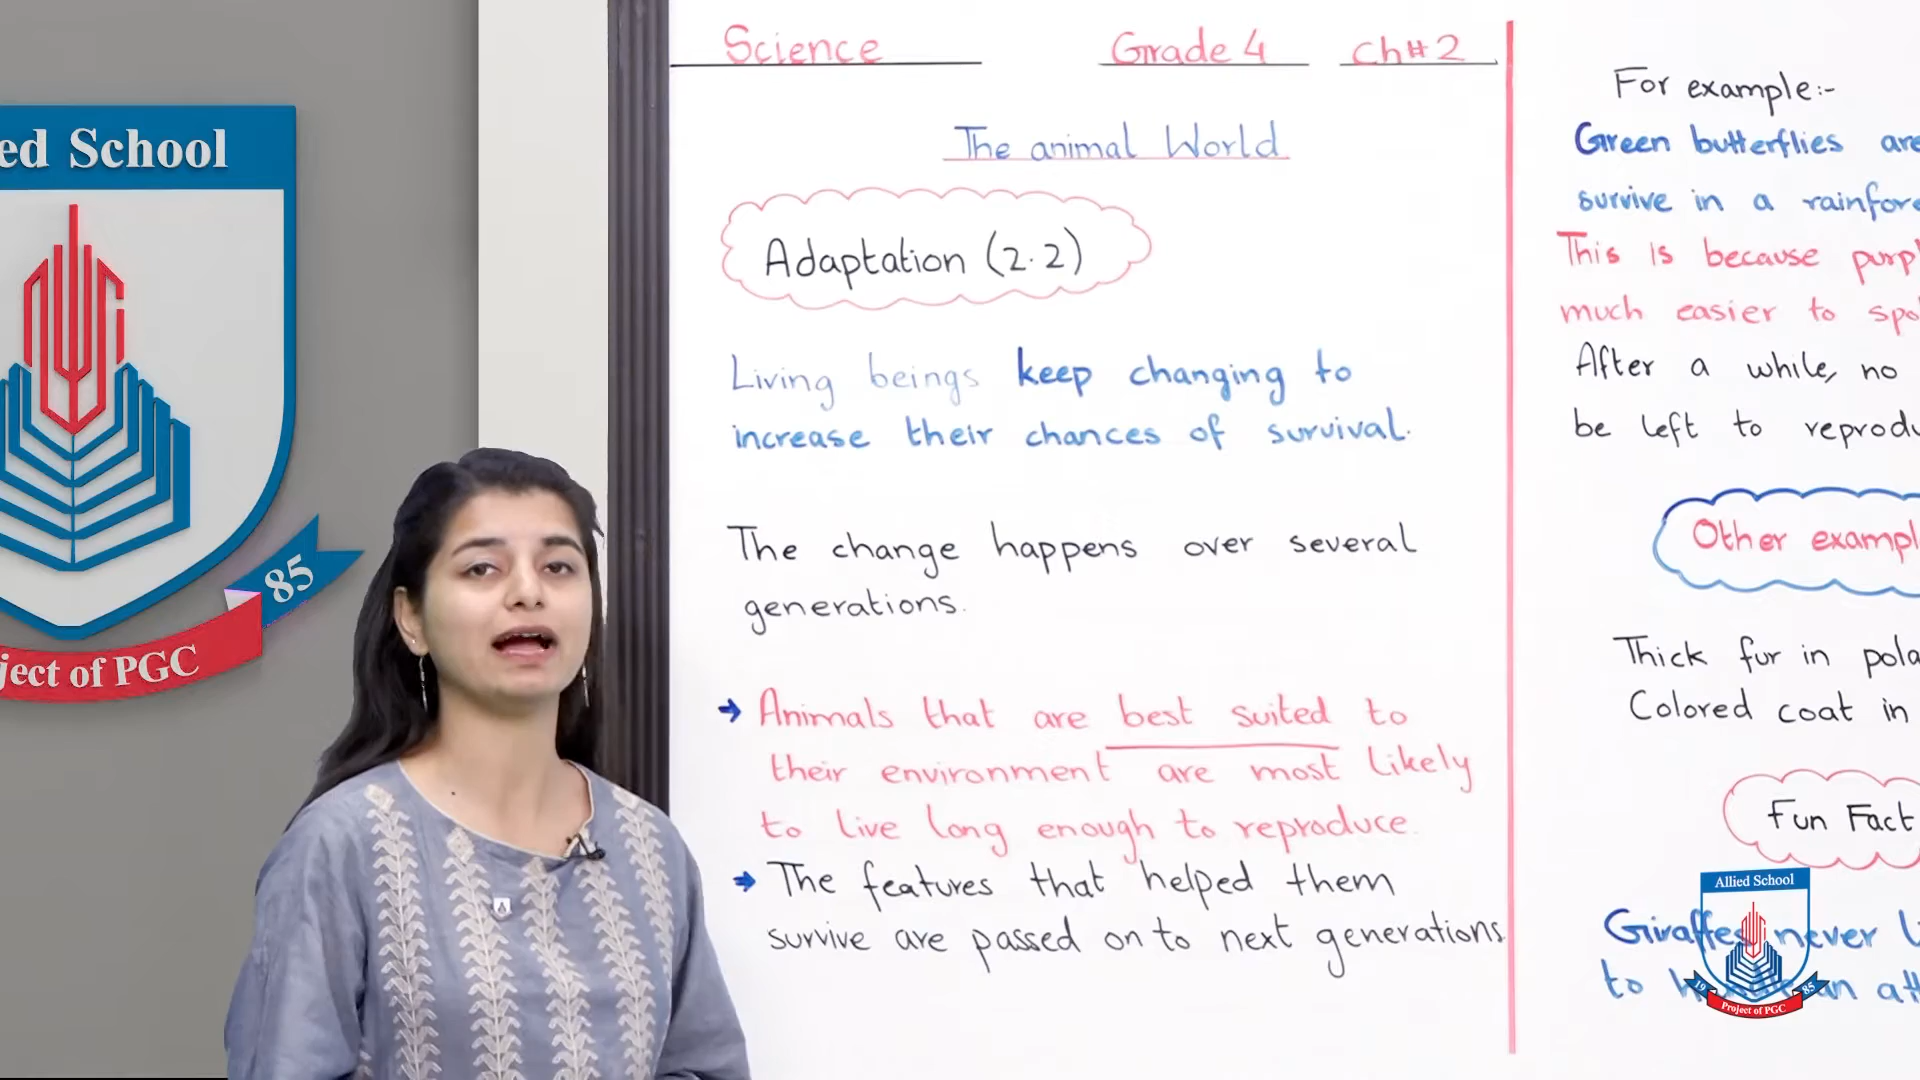 ed School
85
ject of PGC
Science Grade 4 Ch#2
The animal World
Adaptation (2.2)
Living beings keep changing to
increase their chances of survival.
The change happens over several
generations.
→ Animals that are best suited to
their environment are most likely
to live long enough to reproduce.
→ The features that helped them
survive are passed on to next generations.
For example:-
Green butterflies are
survive in a
This is because
much easier to
After a while, no
be left to
Other
Thick fur in
Colored coat in
Fun Fact
Giraffes never
to
Allied School
19 85
Project of PGC